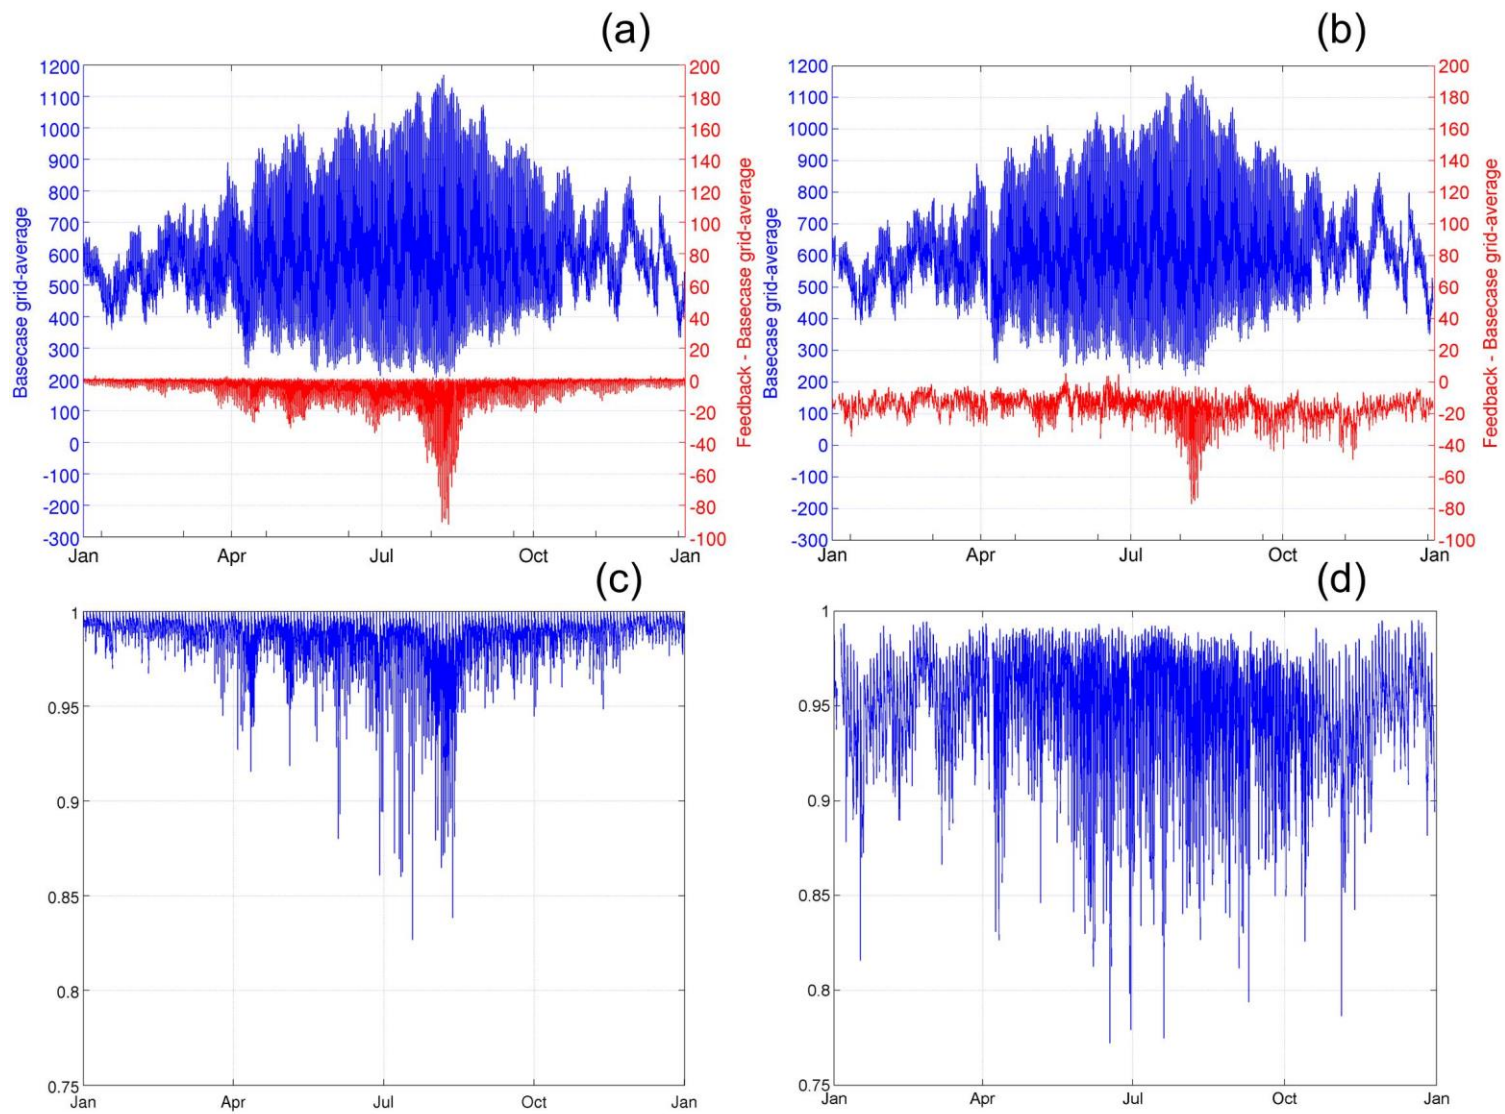 (a)
1200
1100
1000
900
800
700
600
500
400
300
200
100
0
-100
-200
-300
Basecase grid-average
200
180
160
140
120
100
80
60
40
20
0
-20
-40
-60
-80
-100
Feedback - Basecase grid-average
Jan
Apr
Jul
Oct
Jan
(b)
1200
1100
1000
900
800
700
600
500
400
300
200
100
0
-100
-200
-300
Basecase grid-average
200
180
160
140
120
100
80
60
40
20
0
-20
-40
-60
-80
-100
Feedback - Basecase grid-average
Jan
Apr
Jul
Oct
Jan
(c)
1
0.95
0.9
0.85
0.8
0.75
Jan
Apr
Jul
Oct
Jan
(d)
1
0.95
0.9
0.85
0.8
0.75
Jan
Apr
Jul
Oct
Jan